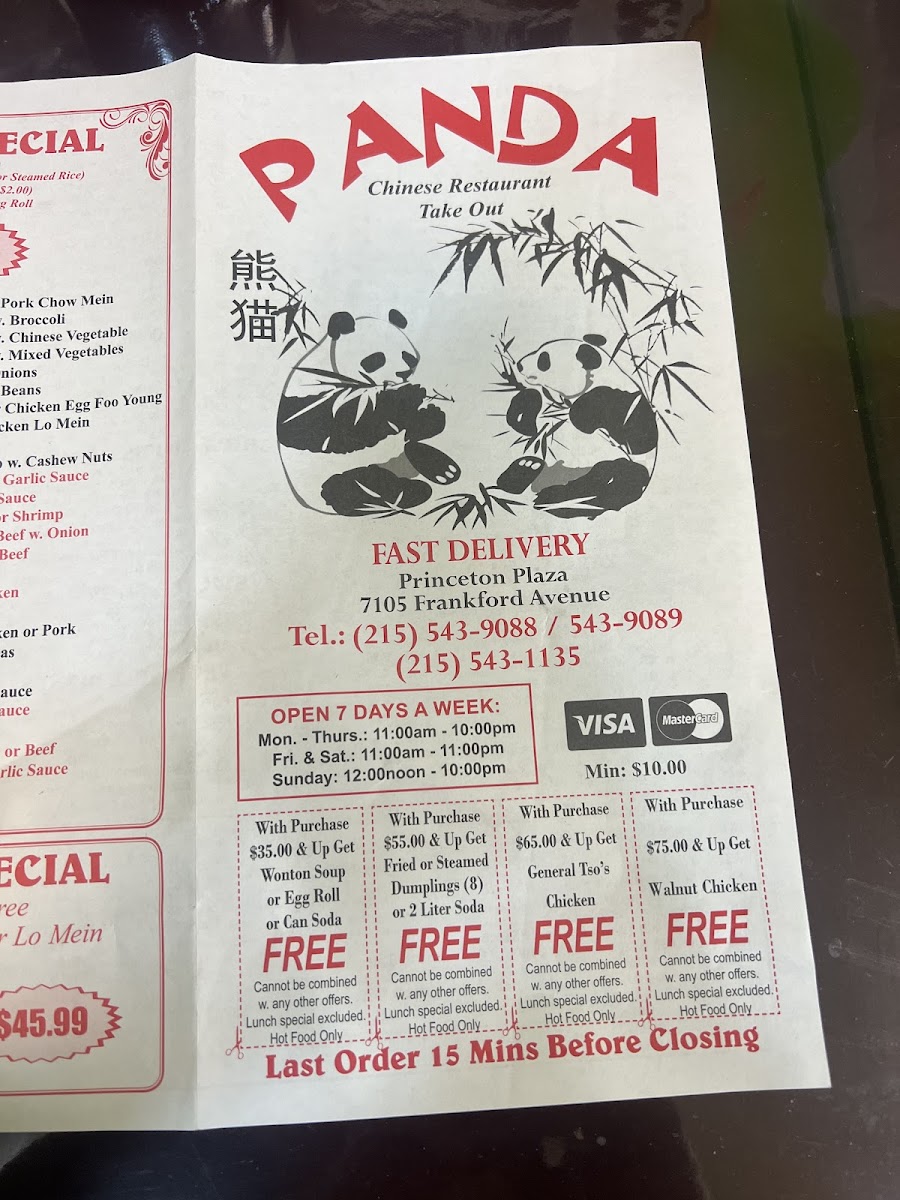 ECIAL
or Steamed Rice)
$2.00)
g Roll
Pork Chow Mein
. Broccoli
. Chinese Vegetable
. Mixed Vegetables
nions
Beans
Chicken Egg Foo Young
cken Lo Mein
w. Cashew Nuts
Garlic Sauce
Sauce
or Shrimp
Beef w. Onion
Beef
ken
ken or Pork
as
auce
auce
or Beef
rlic Sauce
ECIAL
ree
r Lo Mein
$45.99
PANDA
Chinese Restaurant
Take Out
熊
猫
FAST DELIVERY
Princeton Plaza
7105 Frankford Avenue
Tel.: (215) 543-9088 / 543-9089
(215) 543-1135
OPEN 7 DAYS A WEEK:
Mon. - Thurs.: 11:00am - 10:00pm
Fri. & Sat.: 11:00am - 11:00pm
Sunday: 12:00noon - 10:00pm
VISA
MasterCard
Min: $10.00
With Purchase
$35.00 & Up Get
Wonton Soup
or Egg Roll
or Can Soda
FREE
Cannot be combined
w. any other offers.
Lunch special excluded.
Hot Food Only
With Purchase
$55.00 & Up Get
Fried or Steamed
Dumplings (8)
or 2 Liter Soda
FREE
Cannot be combined
w. any other offers.
Lunch special excluded.
Hot Food Only
With Purchase
$65.00 & Up Get
General Tso's
Chicken
FREE
Cannot be combined
w. any other offers.
Lunch special excluded.
Hot Food Only
With Purchase
$75.00 & Up Get
Walnut Chicken
FREE
Cannot be combined
w. any other offers.
Lunch special excluded.
Hot Food Only
Last Order 15 Mins Before Closing